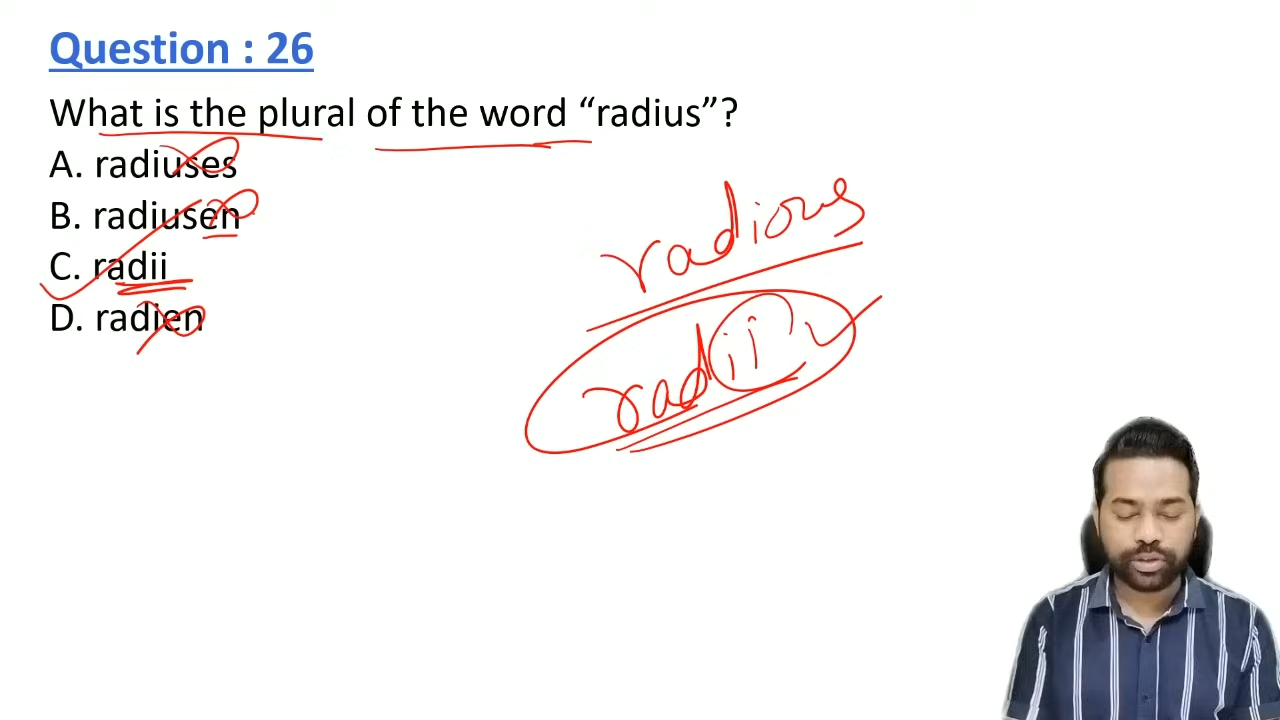 Question : 26
What is the plural of the word “radius”?
A. radiuses
B. radiusen
C. radii
D. radien
radious
radii